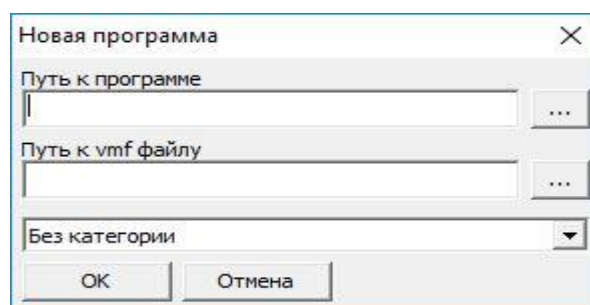 Новая программа
Путь к программе
...
Путь к vmf файлу
...
Без категории
OK Отмена